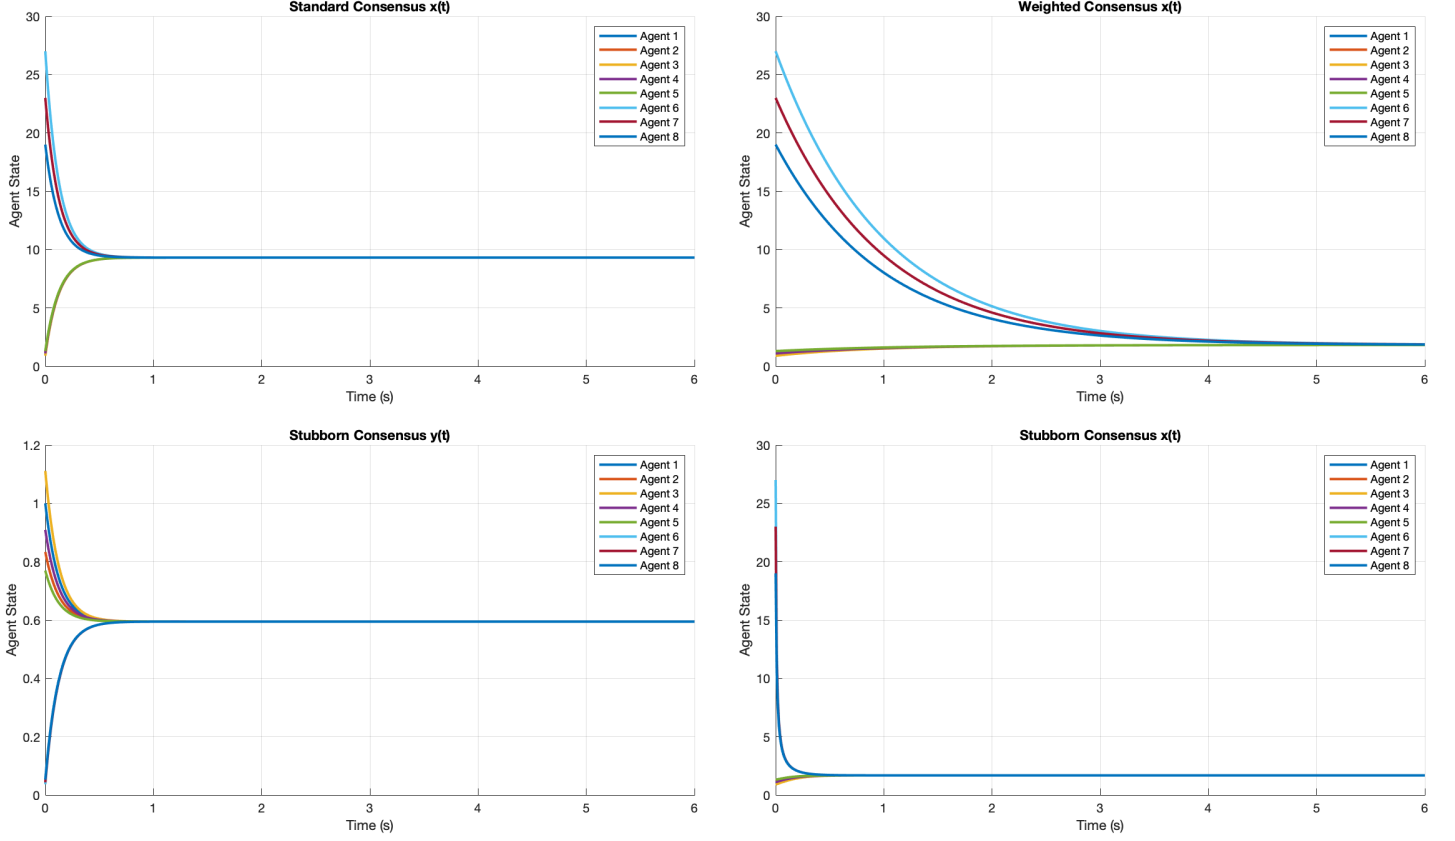 Standard Consensus x(t)
30
25
20
15
10
5
0
Agent State
0 1 2 3 4 5 6
Time (s)
Agent 1
Agent 2
Agent 3
Agent 4
Agent 5
Agent 6
Agent 7
Agent 8
Weighted Consensus x(t)
30
25
20
15
10
5
0
Agent State
0 1 2 3 4 5 6
Time (s)
Agent 1
Agent 2
Agent 3
Agent 4
Agent 5
Agent 6
Agent 7
Agent 8
Stubborn Consensus y(t)
1.2
1
0.8
0.6
0.4
0.2
0
Agent State
0 1 2 3 4 5 6
Time (s)
Agent 1
Agent 2
Agent 3
Agent 4
Agent 5
Agent 6
Agent 7
Agent 8
Stubborn Consensus x(t)
30
25
20
15
10
5
0
Agent State
0 1 2 3 4 5 6
Time (s)
Agent 1
Agent 2
Agent 3
Agent 4
Agent 5
Agent 6
Agent 7
Agent 8